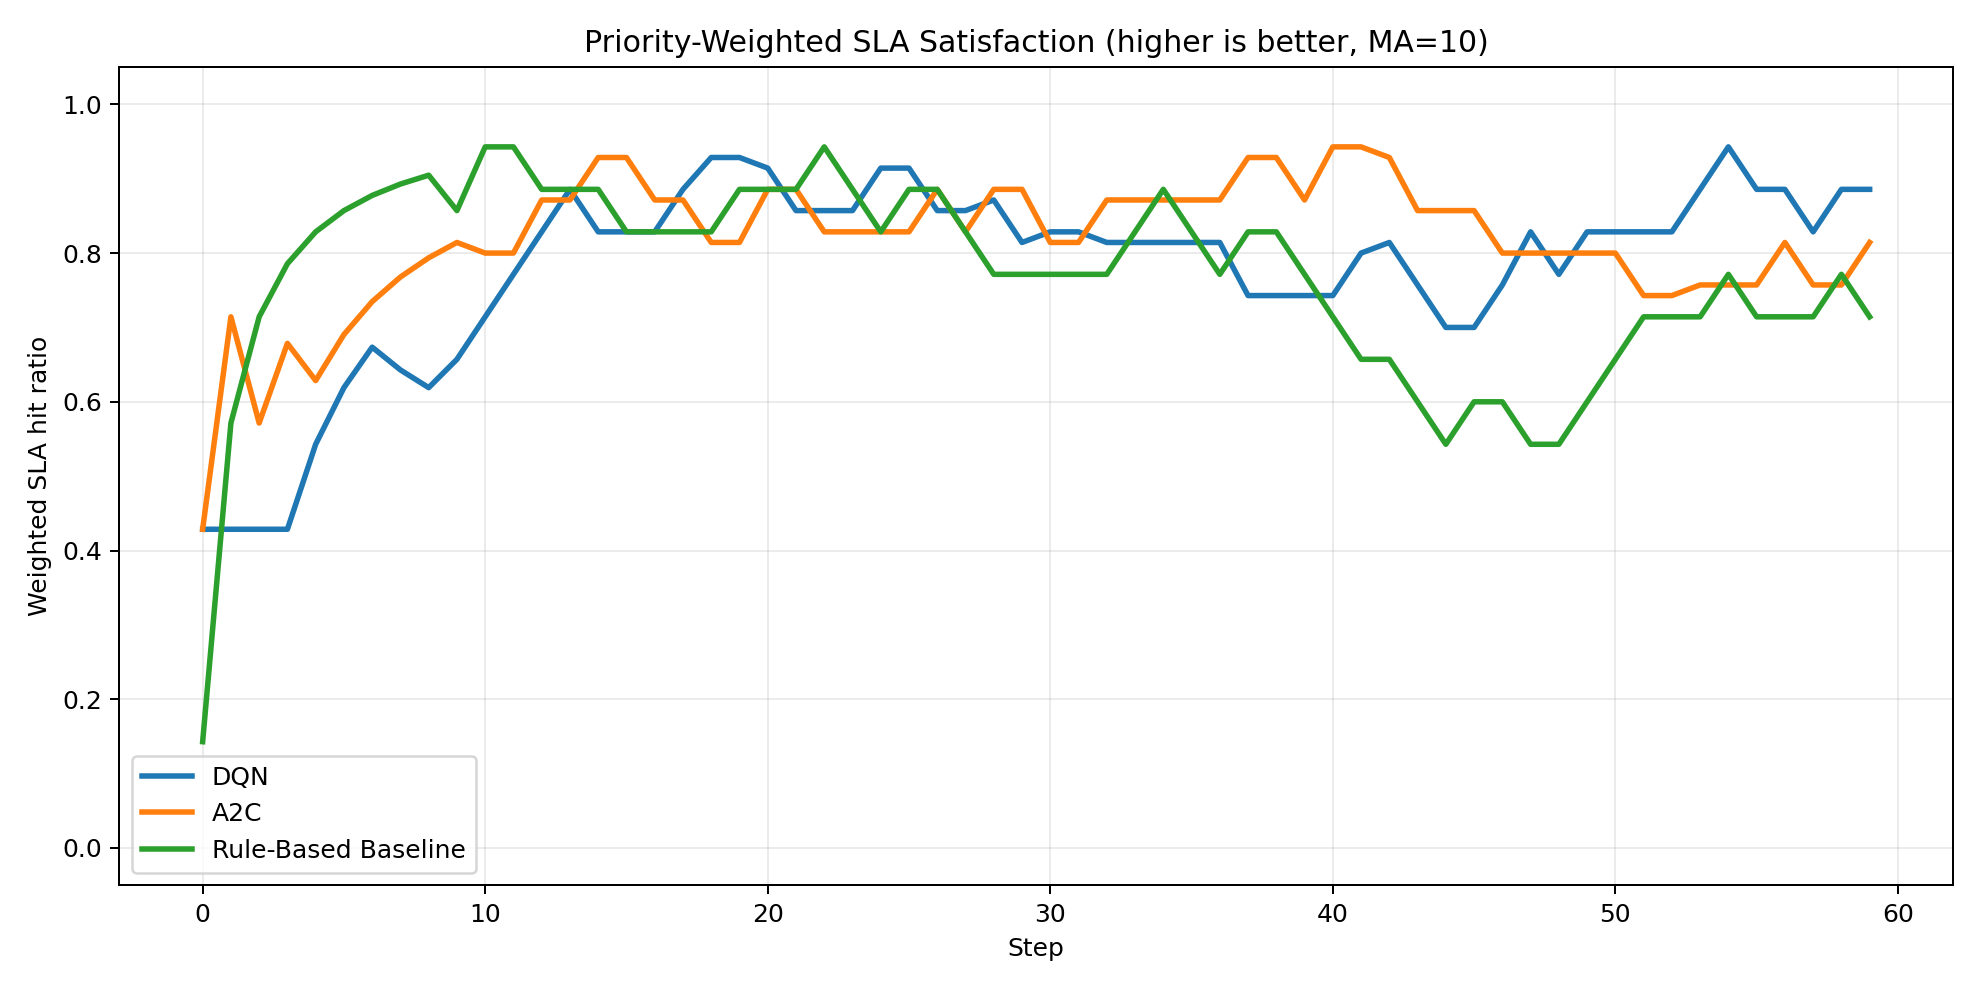 Priority-Weighted SLA Satisfaction (higher is better, MA=10)
Weighted SLA hit ratio
1.0
0.8
0.6
0.4
0.2
0.0
DQN
A2C
Rule-Based Baseline
0 10 20 30 40 50 60
Step